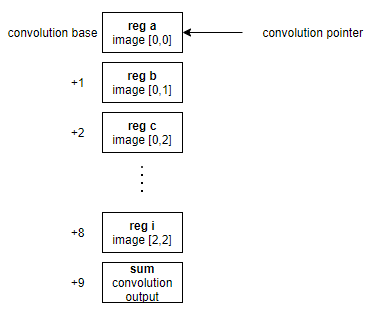 convolution base
reg a
image [0,0]
convolution pointer
+1
reg b
image [0,1]
+2
reg c
image [0,2]
+8
reg i
image [2,2]
+9
sum
convolution
output